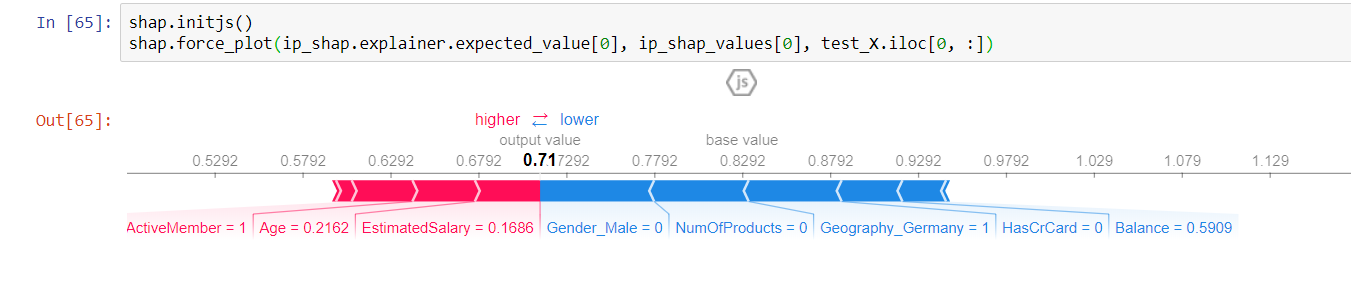 In [65]: shap.initjs()
shap.force_plot(ip_shap.explainer.expected_value[0], ip_shap_values[0], test_X.iloc[0, :])
js
Out[65]:
higher ⇄ lower
output value base value
0.5292 0.5792 0.6292 0.6792 0.71 7292 0.7792 0.8292 0.8792 0.9292 0.9792 1.029 1.079 1.129
ActiveMember = 1 Age = 0.2162 EstimatedSalary = 0.1686 Gender_Male = 0 NumOfProducts = 0 Geography_Germany = 1 HasCrCard = 0 Balance = 0.5909